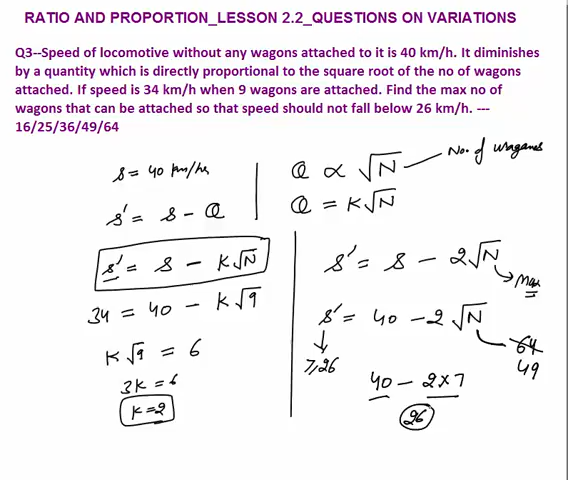 RATIO AND PROPORTION_LESSON 2.2_QUESTIONS ON VARIATIONS
Q3--Speed of locomotive without any wagons attached to it is 40 km/h. It diminishes
by a quantity which is directly proportional to the square root of the no of wagons
attached. If speed is 34 km/h when 9 wagons are attached. Find the max no of
wagons that can be attached so that speed should not fall below 26 km/h. ---
16/25/36/49/64
s = 40 km/hr
s' = s - Q
s' = s - K√N
34 = 40 - K√9
K√9 = 6
3K = 6
K=2
Q ∝ √N
No. of wagones
Q = K√N
s' = s - 2√N
max
s' = 40 - 2√N
≥26
64
49
40 - 2×7
26